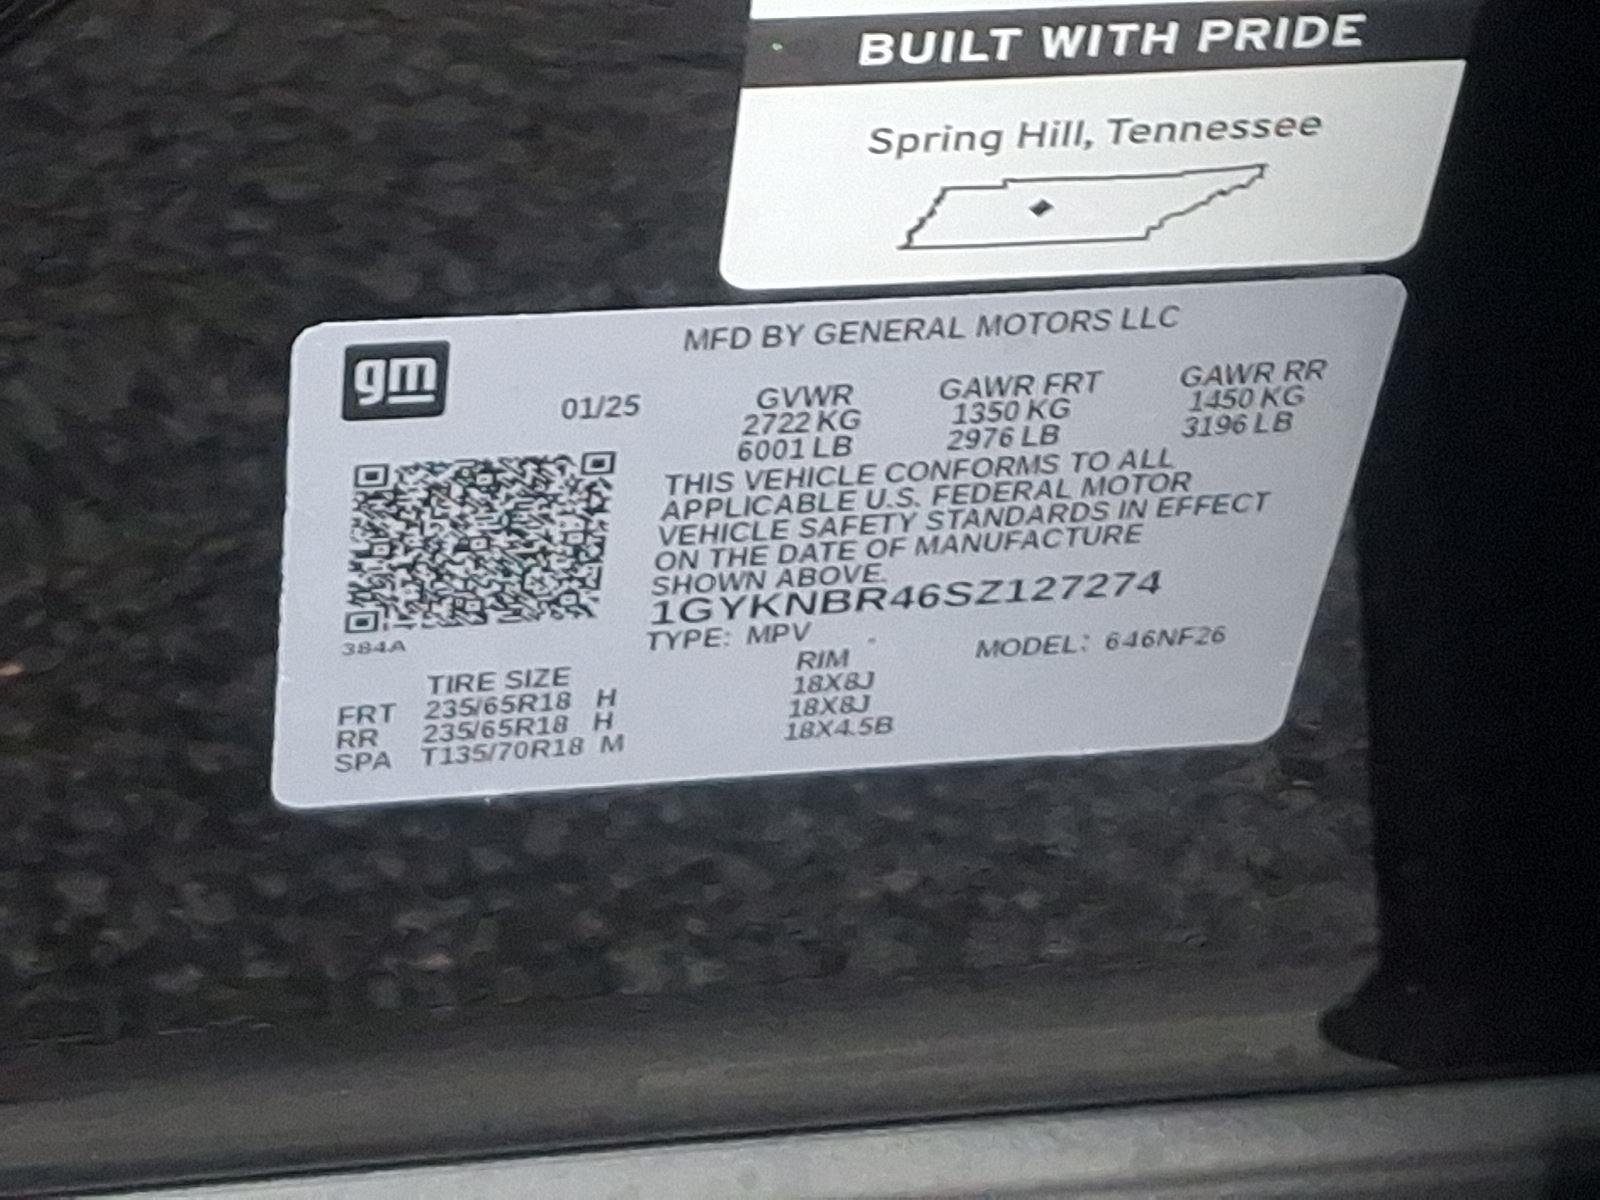 BUILT WITH PRIDE
Spring Hill, Tennessee
gm
MFD BY GENERAL MOTORS LLC
01/25
GVWR
2722 KG
6001 LB
GAWR FRT
1350 KG
2976 LB
GAWR RR
1450 KG
3196 LB
THIS VEHICLE CONFORMS TO ALL
APPLICABLE U.S. FEDERAL MOTOR
VEHICLE SAFETY STANDARDS IN EFFECT
ON THE DATE OF MANUFACTURE
SHOWN ABOVE.
1GYKNBR46SZ127274
TYPE: MPV MODEL: 646NF26
384A
TIRE SIZE RIM
FRT 235/65R18 H 18X8J
RR 235/65R18 H 18X8J
SPA T135/70R18 M 18X4.5B